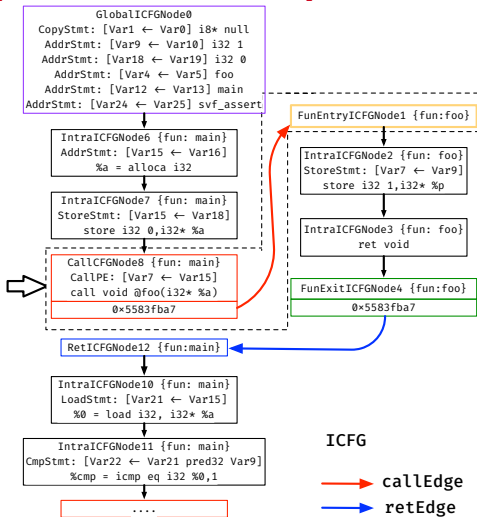 GlobalICFGNode0
CopyStmt: [Var1 ← Var0] i8* null
AddrStmt: [Var9 ← Var10] i32 1
AddrStmt: [Var18 ← Var19] i32 0
AddrStmt: [Var4 ← Var5] foo
AddrStmt: [Var12 ← Var13] main
AddrStmt: [Var24 ← Var25] svf_assert
IntraICFGNode6 {fun: main}
AddrStmt: [Var15 ← Var16]
%a = alloca i32
IntraICFGNode7 {fun: main}
StoreStmt: [Var15 ← Var18]
store i32 0,i32* %a
CallCFGNode8 {fun: main}
CallPE: [Var7 ← Var15]
call void @foo(i32* %a)
0×5583fba7
FunEntryICFGNode1 {fun:foo}
IntraICFGNode2 {fun: foo}
StoreStmt: [Var7 ← Var9]
store i32 1,i32* %p
IntraICFGNode3 {fun: foo}
ret void
FunExitICFGNode4 {fun:foo}
0×5583fba7
RetICFGNode12 {fun:main}
IntraICFGNode10 {fun: main}
LoadStmt: [Var21 ← Var15]
%0 = load i32, i32* %a
IntraICFGNode11 {fun: main}
CmpStmt: [Var22 ← Var21 pred32 Var9]
%cmp = icmp eq i32 %0,1
....
ICFG
callEdge
retEdge